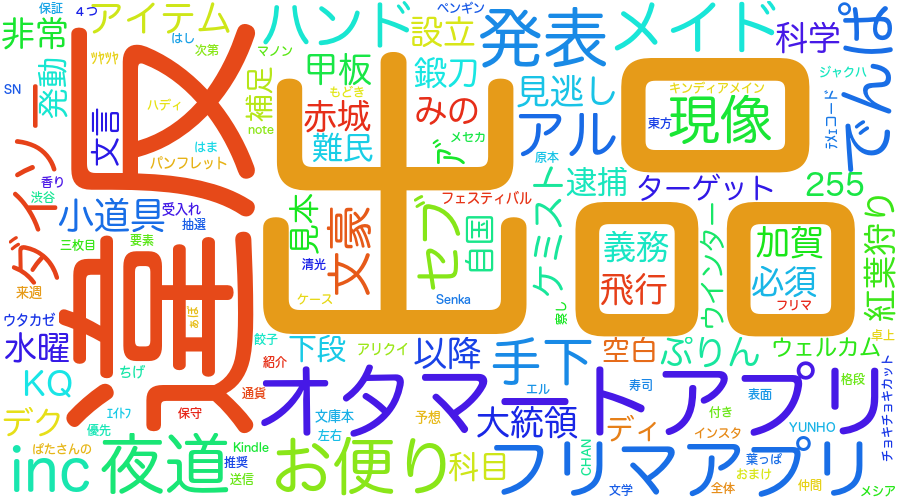 保証
4つ
アイテム
ハンド
設立
ペンギン
発表
メイド
科学
ぱ
でんぱ
非常
はし
次第
マノン
ﾂﾔﾂﾔ
SN
発動
一
違反
ハディ
補足
甲板
鍛刀
見逃し
キンディアメイン
ジャクハ
出品
もどき
赤城
みの
アル
東方
現像
ﾃﾒｪコード
文言
note
難民
ア
メセカ
はま
パンフレット
原本
ダイソン
香り
渋谷
小道具
受入れ
抽選
見本
文豪
セブ
自国
フェスティバル
ケミスト
逮捕
ターゲット
255
三枚目
要素
清光
義務
ウインター
加賀
紅葉狩り
来週
ケース
Senka
飛行
必須
フリマ
察し
あほ
ウタカゼ
水曜
餃子
下段
アリクイ
以降
手下
空白
ぷりん
ウェルカム
卓上
KQ
ちげ
紹介
エル
寿司
格段
通貨
オタマートアプリ
表面
チョキチョキカット
デク
ｴｲﾄﾌ
優先
保守
文庫本
予想
大統領
付き
ディ
インスタ
YUNHO
左右
ばたさんの
inc
夜道
Kindle
推奨
送信
お便り
科目
フリマアプリ
CHAN
葉っぱ
おまけ
文学
全体
仲間
メシア